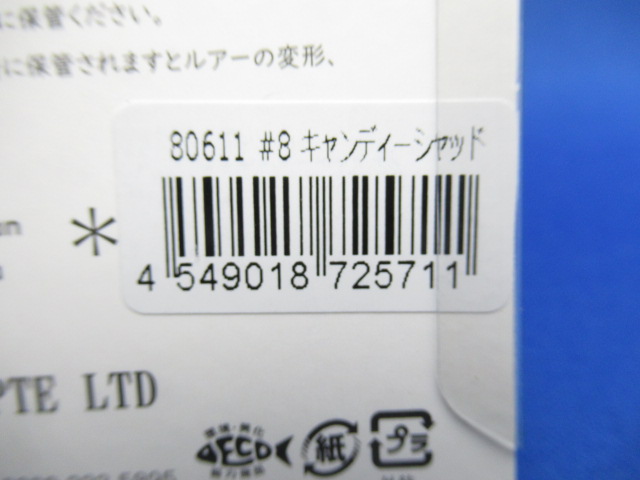 に保管ください。
に保管されますとルアーの変形、
80611 #8 キャンディーシャッド
4 549018 725711
PTE LTD
ECO
紙
プラ